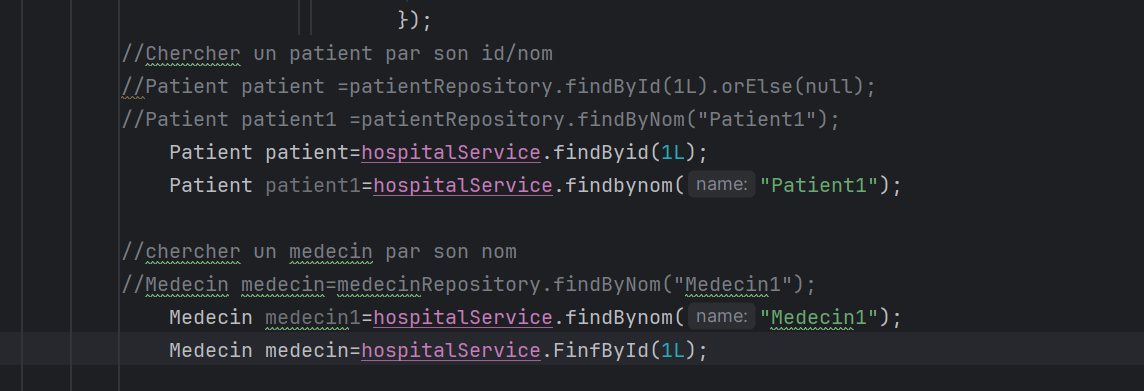 });
//Chercher un patient par son id/nom
//Patient patient =patientRepository.findById(1L).orElse(null);
//Patient patient1 =patientRepository.findByNom("Patient1");
Patient patient=hospitalService.findByid(1L);
Patient patient1=hospitalService.findbynom( name: "Patient1");
//chercher un medecin par son nom
//Medecin medecin=medecinRepository.findByNom("Medecin1");
Medecin medecin1=hospitalService.findBynom( name: "Medecin1");
Medecin medecin=hospitalService.FinfById(1L);